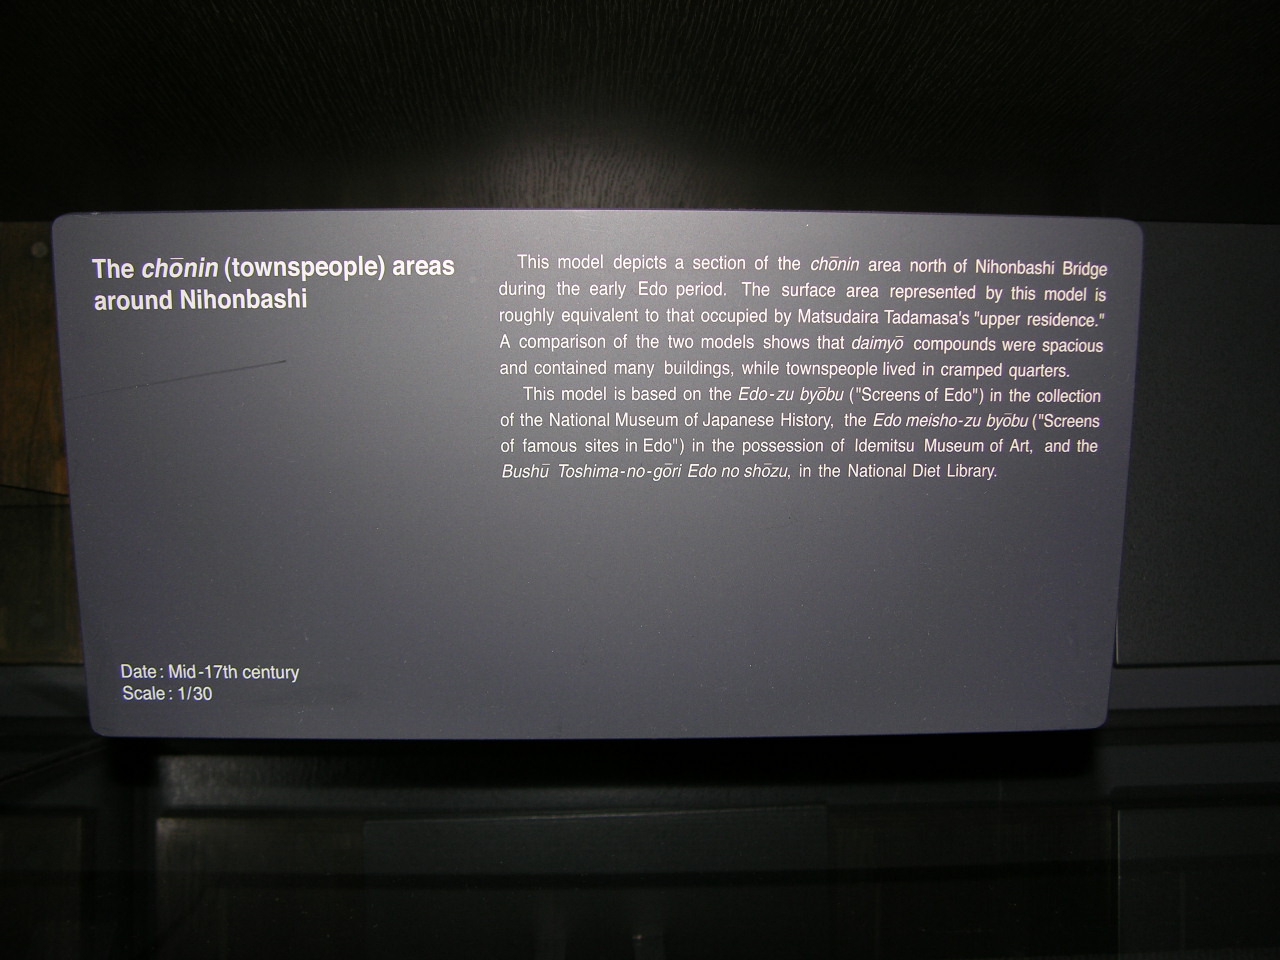 The chōnin (townspeople) areas
around Nihonbashi
This model depicts a section of the chōnin area north of Nihonbashi Bridge
during the early Edo period. The surface area represented by this model is
roughly equivalent to that occupied by Matsudaira Tadamasa's "upper residence."
A comparison of the two models shows that daimyō compounds were spacious
and contained many buildings, while townspeople lived in cramped quarters.
This model is based on the Edo-zu byōbu ("Screens of Edo") in the collection
of the National Museum of Japanese History, the Edo meisho-zu byōbu ("Screens
of famous sites in Edo") in the possession of Idemitsu Museum of Art, and the
Bushū Toshima-no-gōri Edo no shōzu, in the National Diet Library.
Date : Mid-17th century
Scale : 1/30